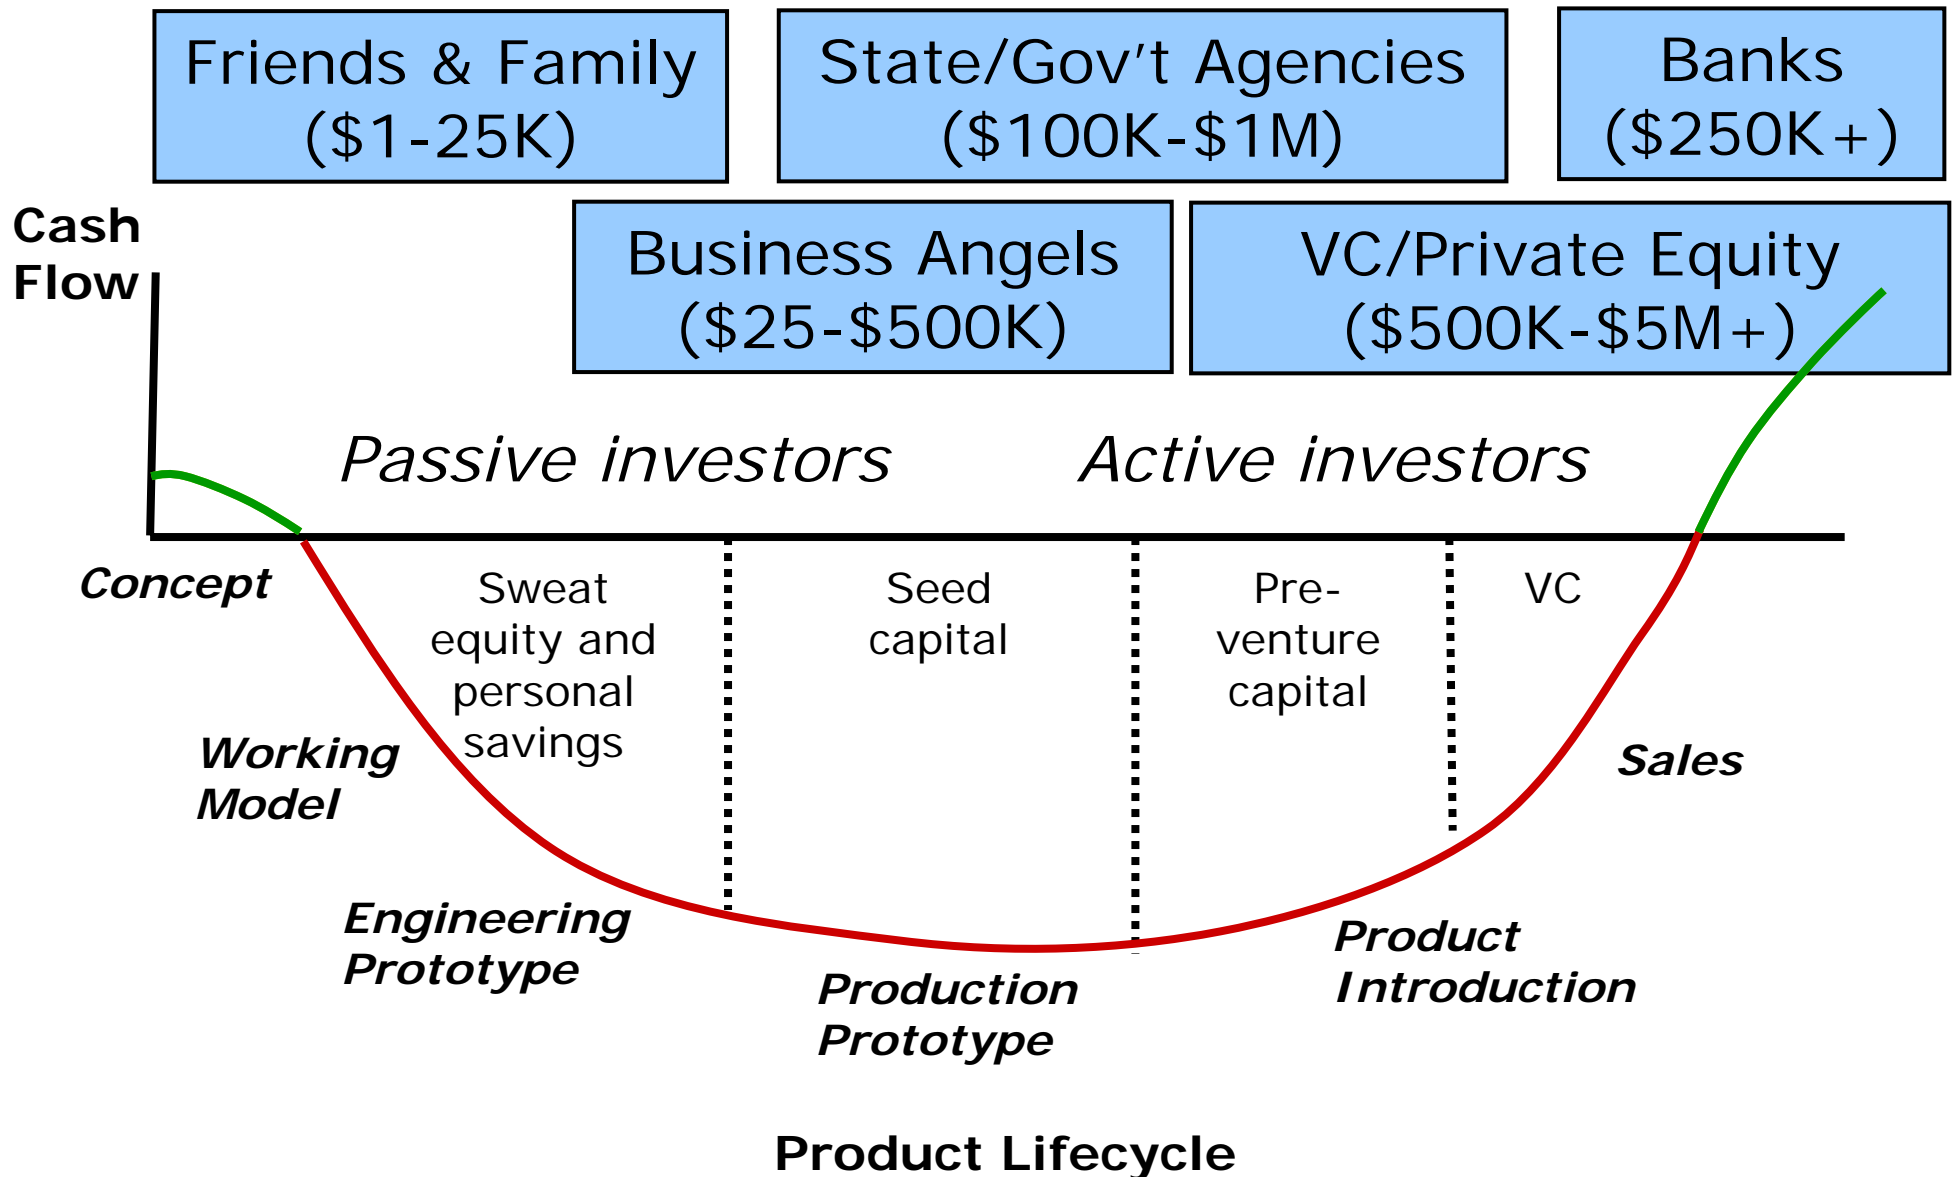 Friends & Family
($1-25K)
State/Gov't Agencies
($100K-$1M)
Banks
($250K+)
Business Angels
($25-$500K)
VC/Private Equity
($500K-$5M+)
Cash
Flow
Passive investors
Active investors
Concept
Sweat
equity and
personal
savings
Seed
capital
Pre-
venture
capital
VC
Working
Model
Sales
Engineering
Prototype
Production
Prototype
Product
Introduction
Product Lifecycle